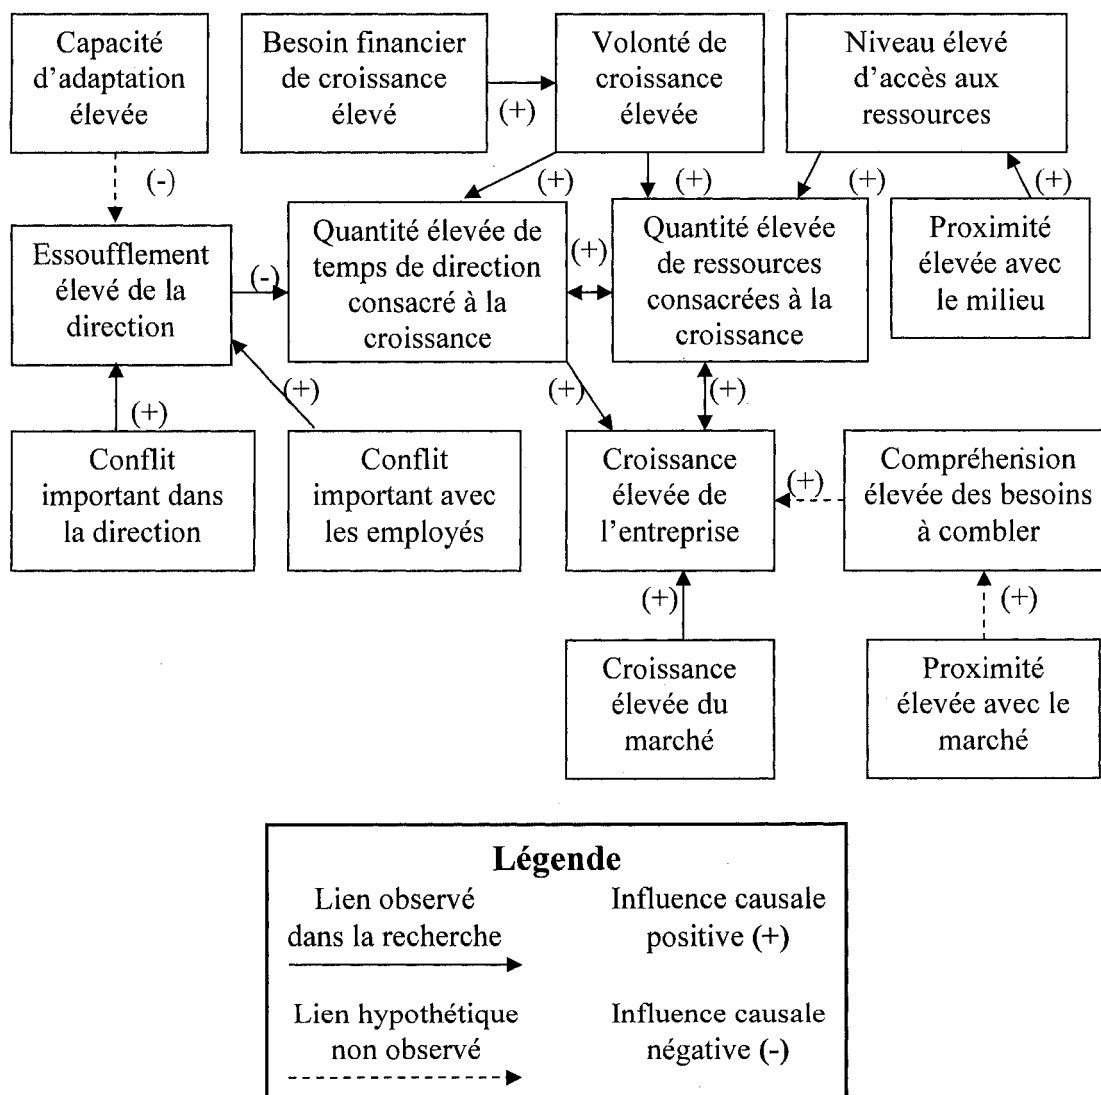 Capacité
d'adaptation
élevée
Besoin financier
de croissance
élevé
(+)
Volonté de
croissance
élevée
Niveau élevé
d'accès aux
ressources
(-)
(+)
(+)
(+)
(+)
Essoufflement
élevé de la
direction
(-)
Quantité élevée de
temps de direction
consacré à la
croissance
(+)
Quantité élevée
de ressources
consacrées à la
croissance
Proximité
élevée avec
le milieu
(+)
(+)
(+)
(+)
Conflit
important dans
la direction
Conflit
important avec
les employés
Croissance
élevée de
l'entreprise
(+)
Compréhension
élevée des besoins
à combler
(+)
(+)
Croissance
élevée du
marché
Proximité
élevée avec le
marché
Légende
Lien observé
dans la recherche
Influence causale
positive (+)
Lien hypothétique
non observé
Influence causale
négative (-)